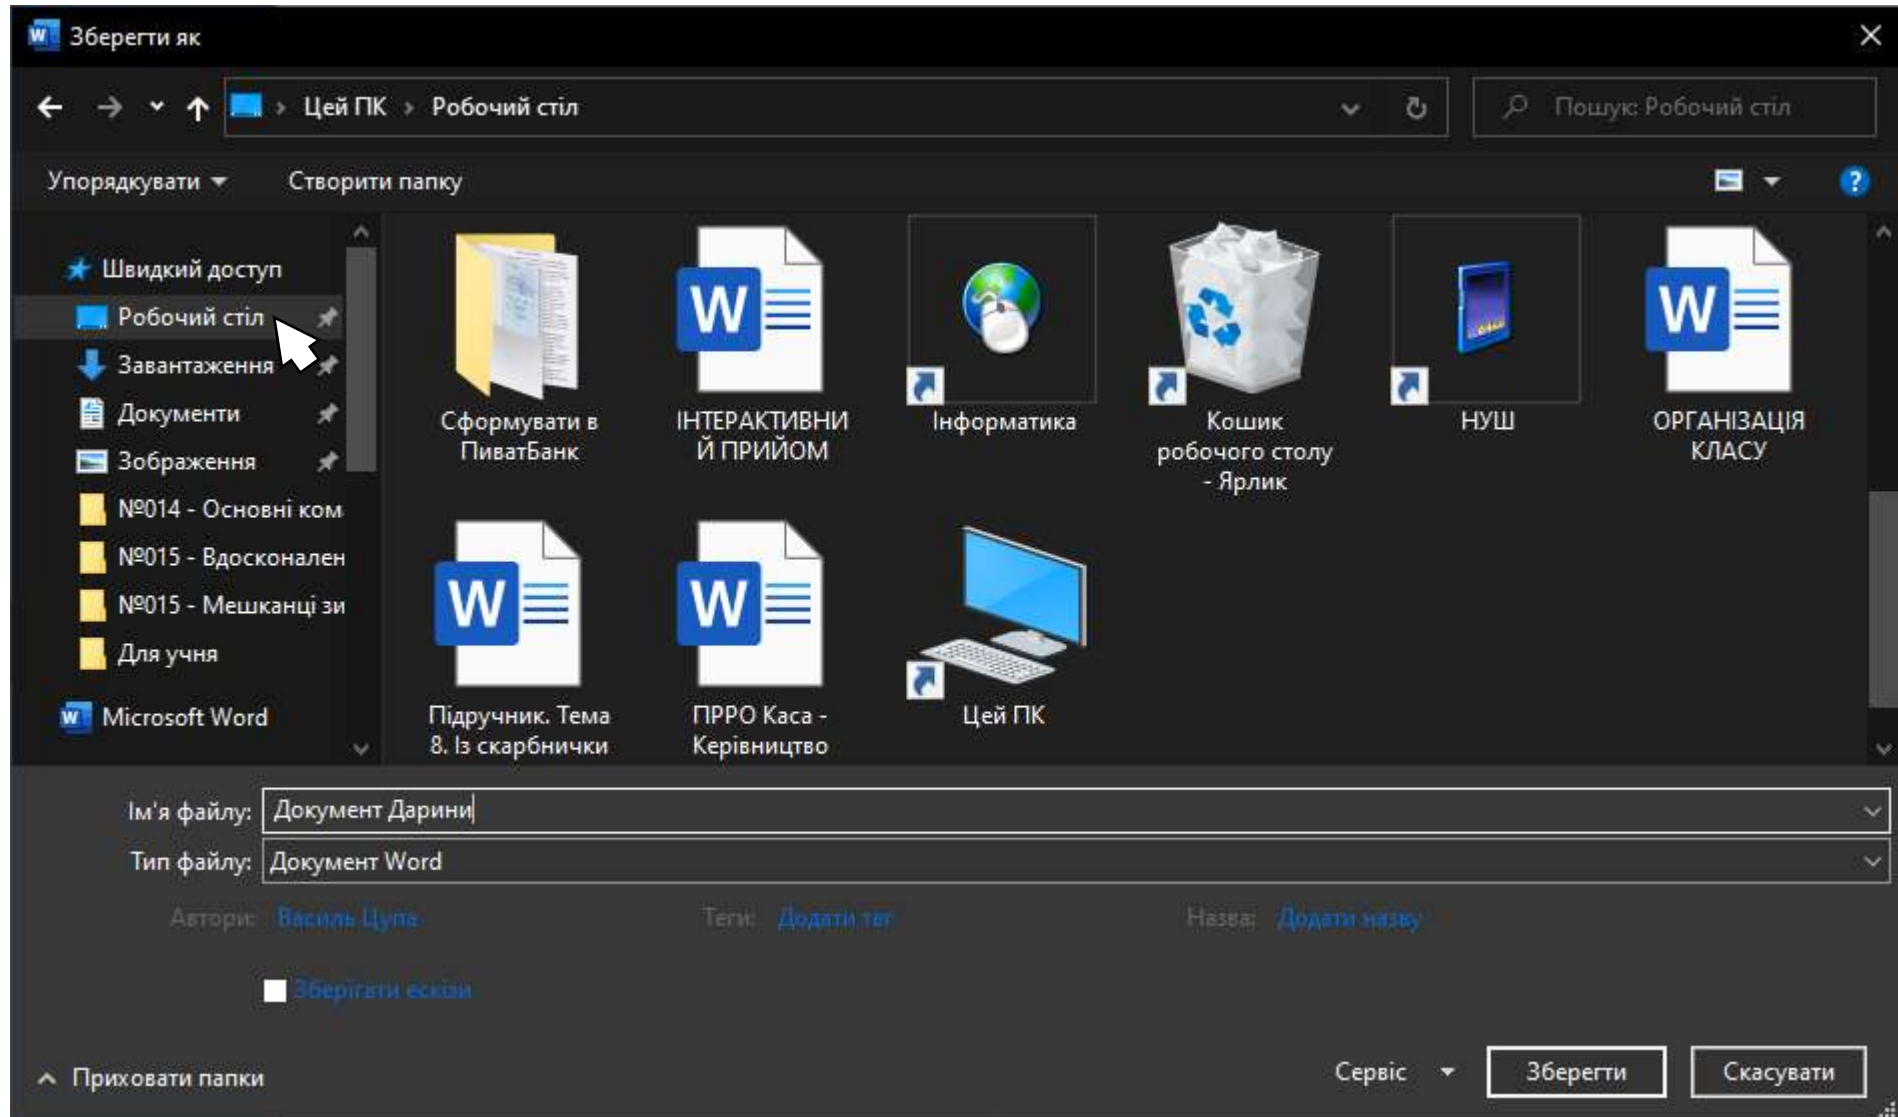 Зберегти як
Цей ПК › Робочий стіл
Пошук: Робочий стіл
Упорядкувати
Створити папку
Швидкий доступ
Робочий стіл
Завантаження
Документи
Зображення
№014 - Основні ком
№015 - Вдосконален
№015 - Мешканці зи
Для учня
Microsoft Word
Сформувати в
ПиватБанк
ІНТЕРАКТИВНИ
Й ПРИЙОМ
Інформатика
Кошик
робочого столу
- Ярлик
НУШ
ОРГАНІЗАЦІЯ
КЛАСУ
Підручник. Тема
8. Із скарбнички
ПРРО Каса -
Керівництво
Цей ПК
Ім'я файлу: Документ Дарини
Тип файлу: Документ Word
Автори: Василь Цупа
Теги: Додати тег
Назва: Додати назву
Зберігати ескізи
Приховати папки
Сервіс
Зберегти
Скасувати